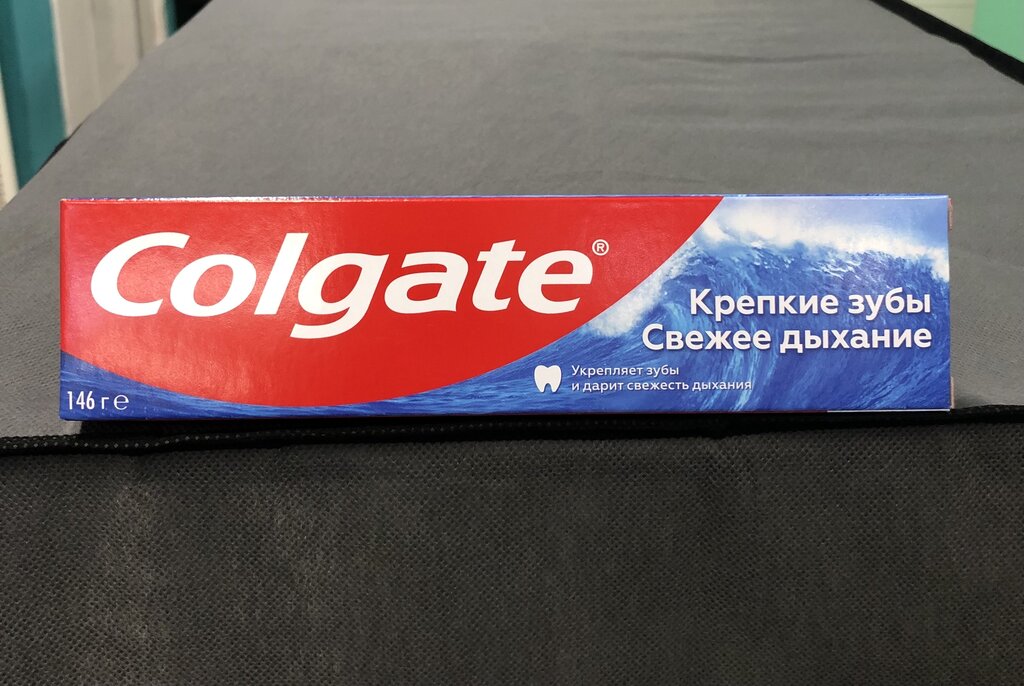 Colgate®
Крепкие зубы
Свежее дыхание
Укрепляет зубы
и дарит свежесть дыхания
146 г ℮